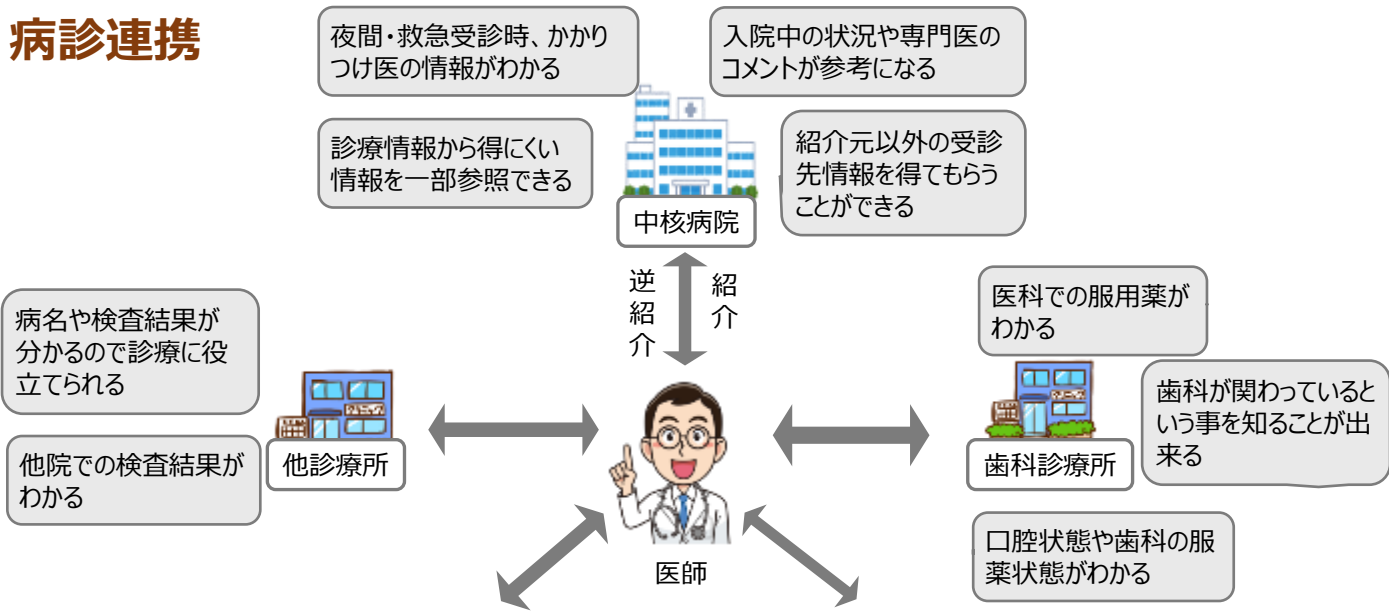 病診連携
夜間・救急受診時、かかり
つけ医の情報がわかる
入院中の状況や専門医の
コメントが参考になる
診療情報から得にくい
情報を一部参照できる
紹介元以外の受診
先情報を得てもらう
ことができる
中核病院
逆紹介
紹介
病名や検査結果が
分かるので診療に役
立てられる
他院での検査結果が
わかる
他診療所
医科での服用薬が
わかる
歯科が関わっていると
いう事を知ることが出
来る
歯科診療所
口腔状態や歯科の服
薬状態がわかる
医師